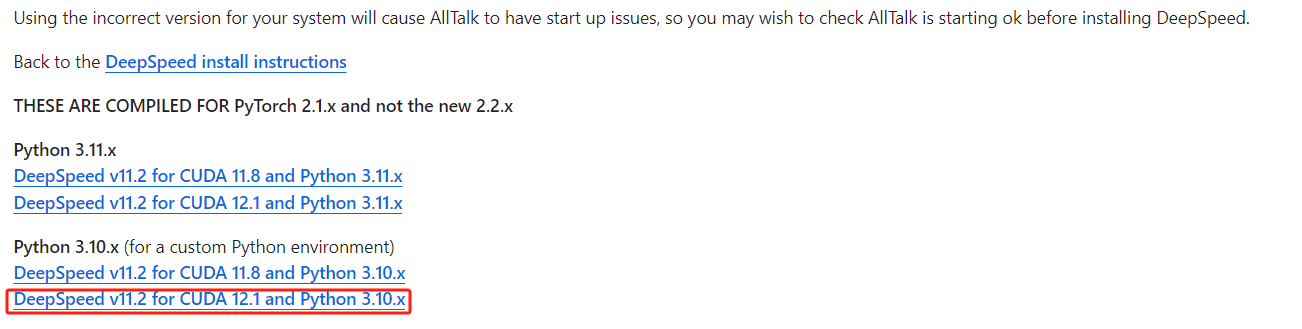 Using the incorrect version for your system will cause AllTalk to have start up issues, so you may wish to check AllTalk is starting ok before installing DeepSpeed.
Back to the DeepSpeed install instructions
THESE ARE COMPILED FOR PyTorch 2.1.x and not the new 2.2.x
Python 3.11.x
DeepSpeed v11.2 for CUDA 11.8 and Python 3.11.x
DeepSpeed v11.2 for CUDA 12.1 and Python 3.11.x
Python 3.10.x (for a custom Python environment)
DeepSpeed v11.2 for CUDA 11.8 and Python 3.10.x
DeepSpeed v11.2 for CUDA 12.1 and Python 3.10.x